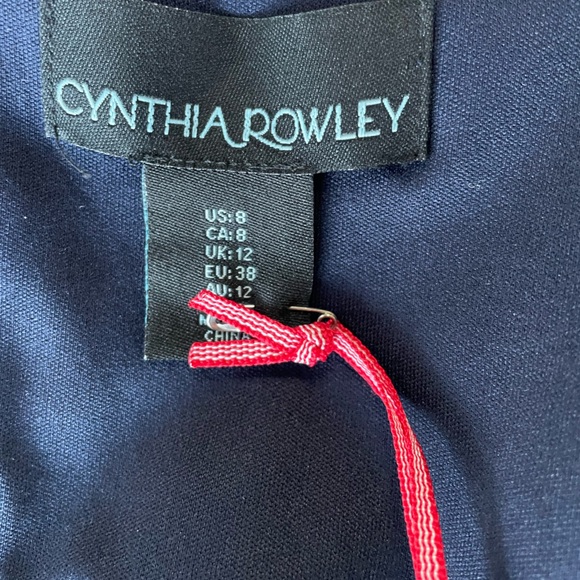 CYNTHIA ROWLEY
US: 8
CA: 8
UK: 12
EU: 38
AU: 12
CHINA